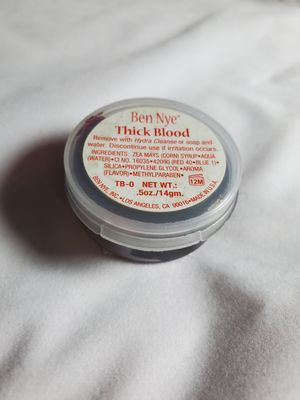 Ben Nye®
Thick Blood
Remove with Hydra Cleanse or soap and
water. Discontinue use if irritation occurs.
INGREDIENTS: ZEA MAYS (CORN) SYRUP•AQUA
(WATER)•CI NO. 16035•42090 (RED 40•BLUE 1)•
SILICA•PROPYLENE GLYCOL•AROMA
(FLAVOR)•METHYLPARABEN•
12M
TB-0 NET WT.:
.5oz./14gm.
BEN NYE, INC.•LOS ANGELES, CA 90016•MADE IN U.S.A.